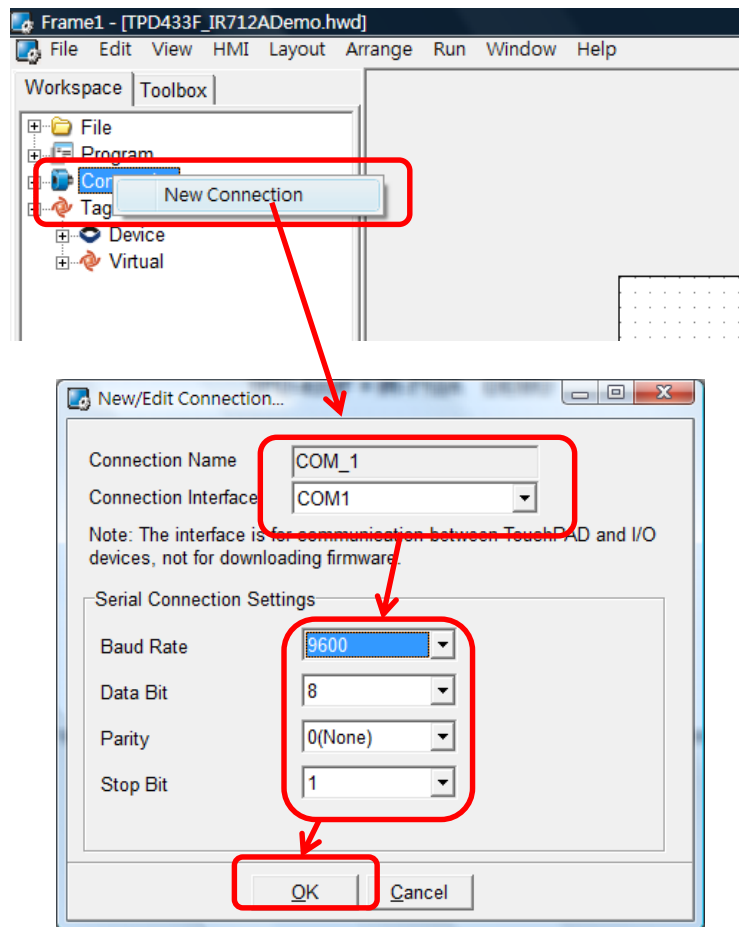 Frame1 - [TPD433F_IR712ADemo.hwd]
File Edit View HMI Layout Arrange Run Window Help
Workspace Toolbox
File
Program
New Connection
Tag
Device
Virtual
New/Edit Connection...
Connection Name COM_1
Connection Interface COM1
Note: The interface is for communication between TouchPAD and I/O
devices, not for downloading firmware.
Serial Connection Settings
Baud Rate 9600
Data Bit 8
Parity 0(None)
Stop Bit 1
OK Cancel